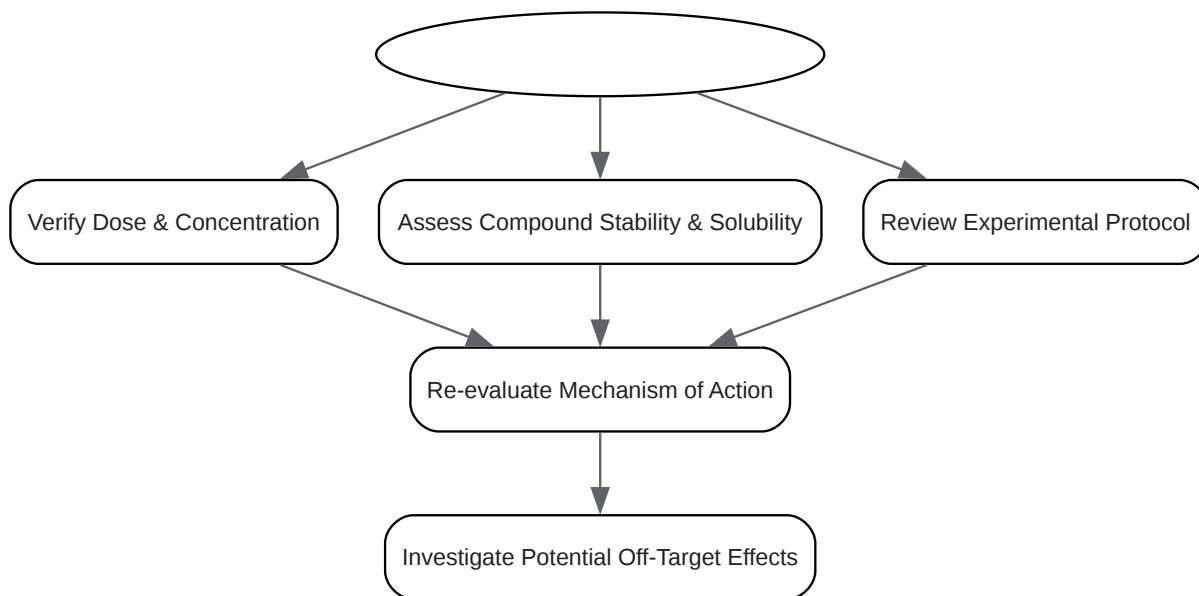 Verify Dose & Concentration
Assess Compound Stability & Solubility
Review Experimental Protocol
Re-evaluate Mechanism of Action
Investigate Potential Off-Target Effects